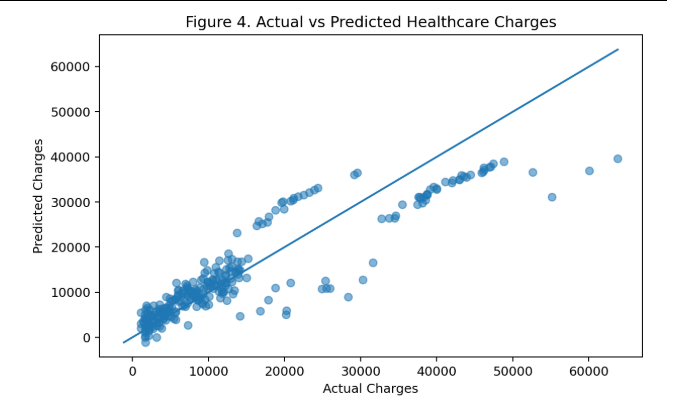 Figure 4. Actual vs Predicted Healthcare Charges
60000
50000
40000
30000
20000
10000
0
Predicted Charges
0 10000 20000 30000 40000 50000 60000
Actual Charges